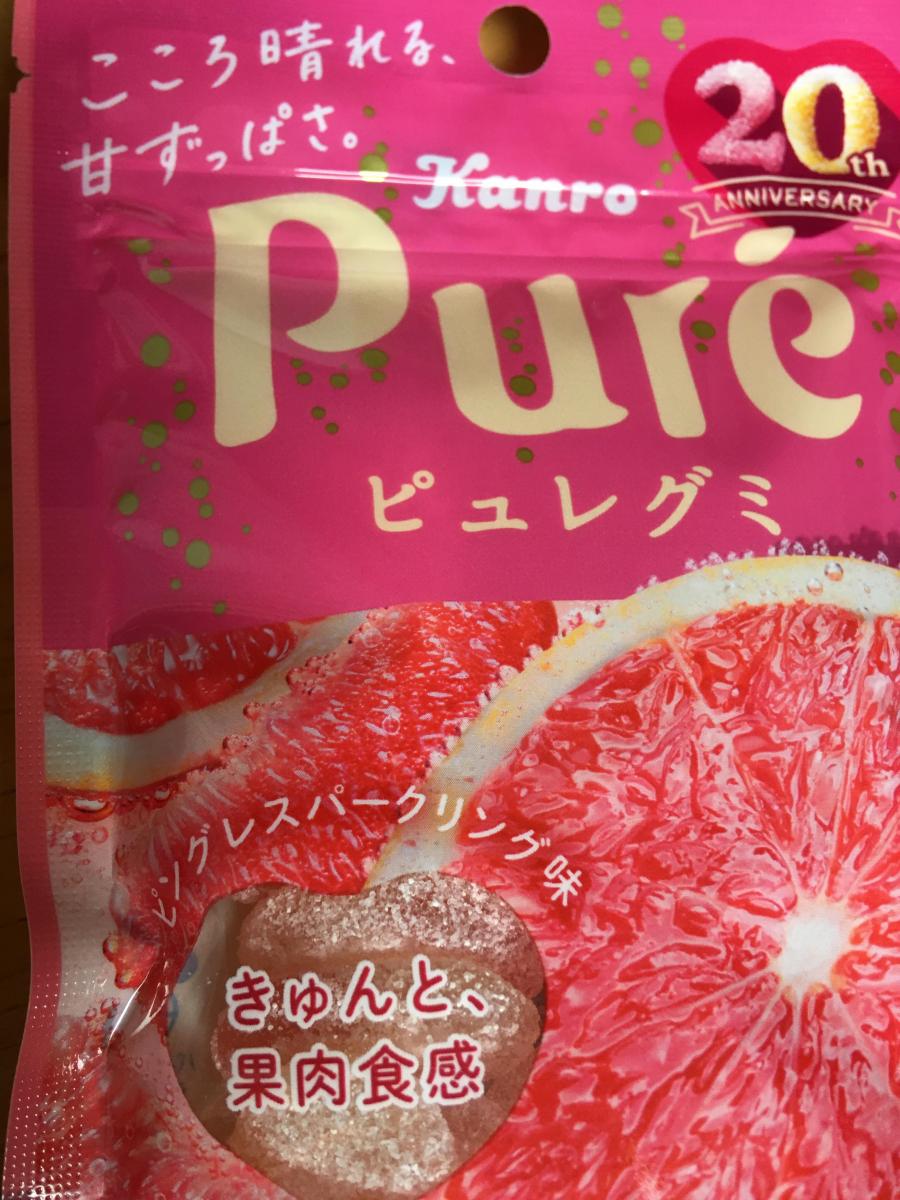 こころ晴れる、
甘ずっぱさ。
20th
ANNIVERSARY
Kanro
Puré
ピュレグミ
ピングレスパークリング味
きゅんと、
果肉食感